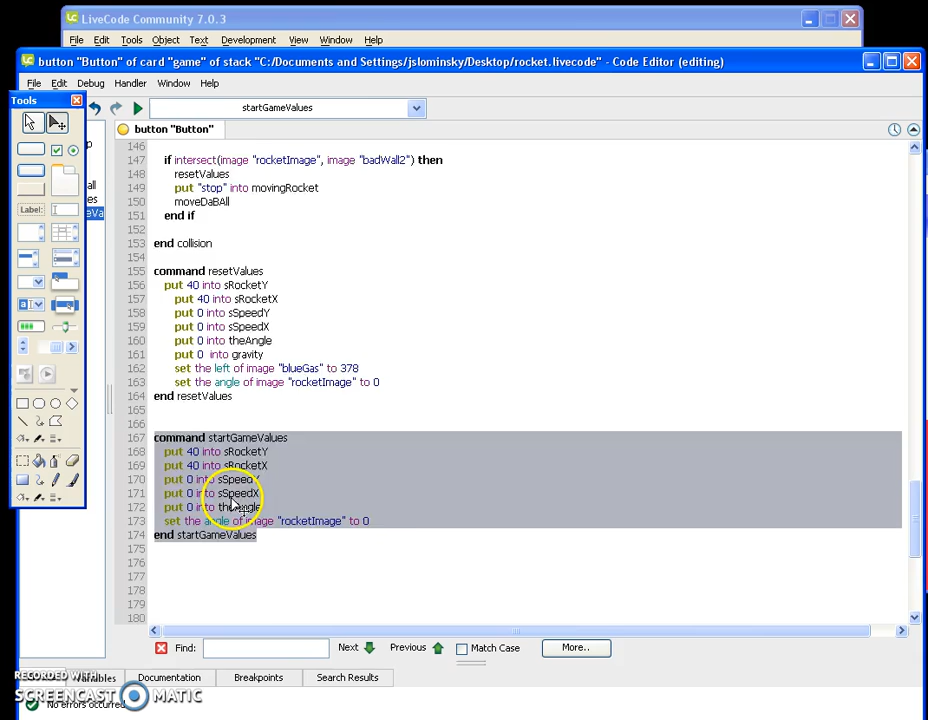 LiveCode Community 7.0.3
File Edit Tools Object Text Development View Window Help
button "Button" of card "game" of stack "C:/Documents and Settings/jslominsky/Desktop/rocket.livecode" - Code Editor (editing)
File Edit Debug Handler Window Help
Tools
startGameValues
button "Button"
Label:
146
147 if intersect(image "rocketImage", image "badWall2") then
148 resetValues
149 put "stop" into movingRocket
150 moveDaBAll
151 end if
152
153 end collision
154
155 command resetValues
156 put 40 into sRocketY
157 put 40 into sRocketX
158 put 0 into sSpeedY
159 put 0 into sSpeedX
160 put 0 into theAngle
161 put 0 into gravity
162 set the left of image "blueGas" to 378
163 set the angle of image "rocketImage" to 0
164 end resetValues
165
166
167 command startGameValues
168 put 40 into sRocketY
169 put 40 into sRocketX
170 put 0 into sSpeedY
171 put 0 into sSpeedX
172 put 0 into theAngle
173 set the angle of image "rocketImage" to 0
174 end startGameValues
175
176
177
178
179
180
Find: Next Previous Match Case More..
Variables Documentation Breakpoints Search Results
RECORDED WITH
SCREENCAST MATIC
No errors occurred